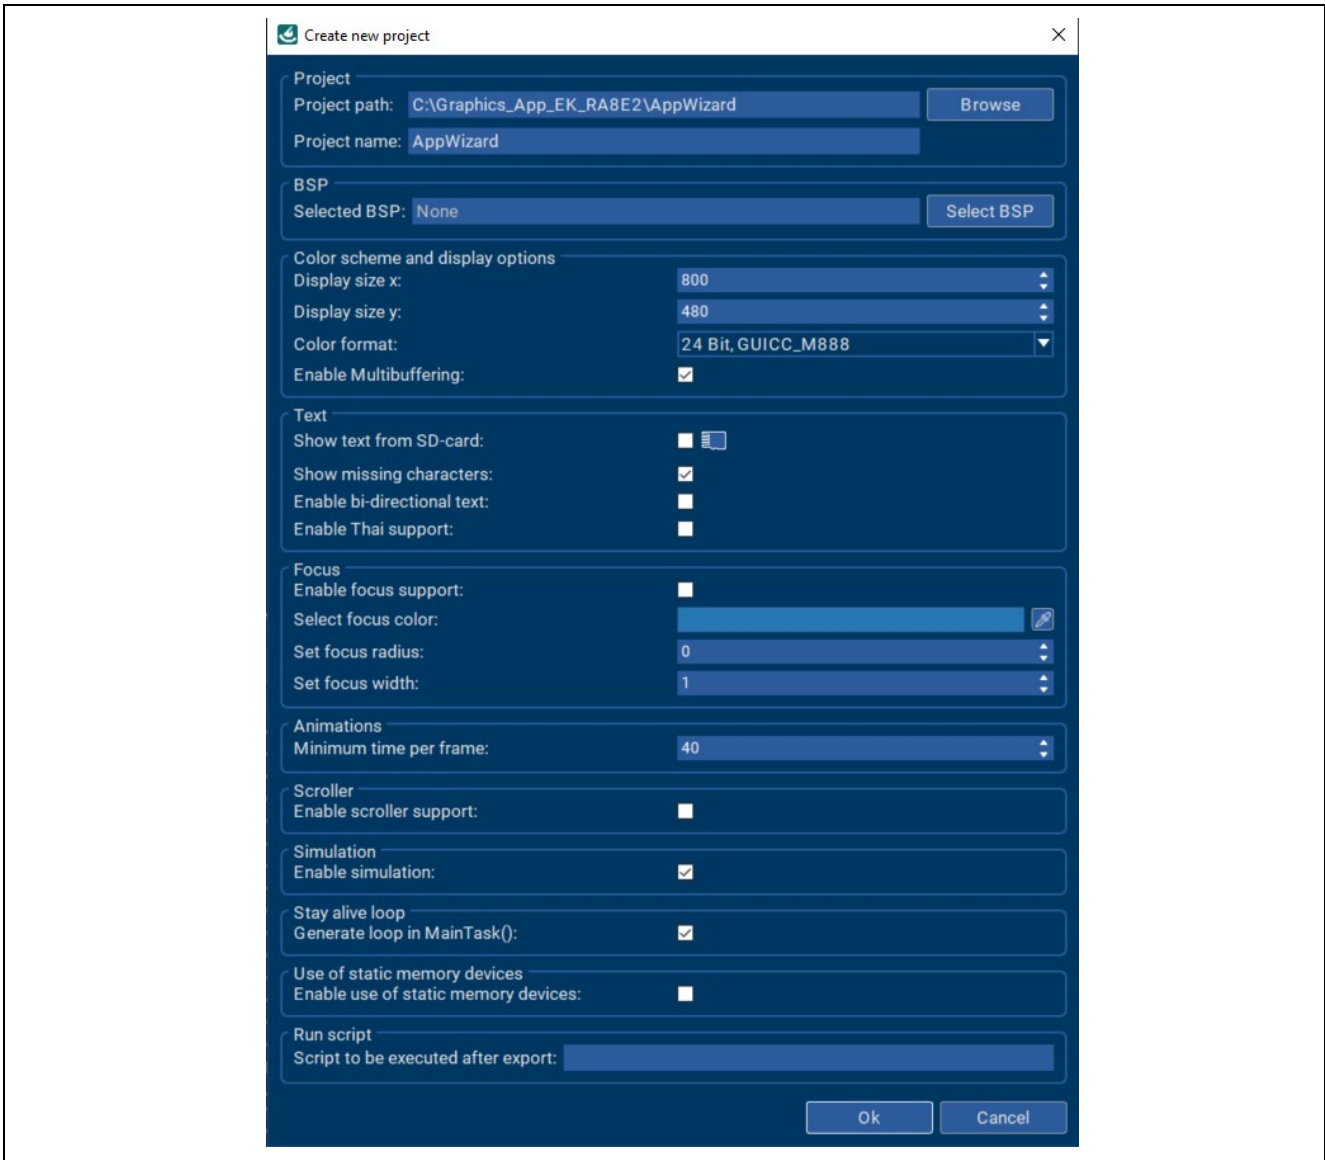 Create new project
Project
Project path: C:\Graphics_App_EK_RA8E2\AppWizard Browse
Project name: AppWizard
BSP
Selected BSP: None Select BSP
Color scheme and display options
Display size x: 800
Display size y: 480
Color format: 24 Bit, GUICC_M888
Enable Multibuffering:
Text
Show text from SD-card:
Show missing characters:
Enable bi-directional text:
Enable Thai support:
Focus
Enable focus support:
Select focus color:
Set focus radius: 0
Set focus width: 1
Animations
Minimum time per frame: 40
Scroller
Enable scroller support:
Simulation
Enable simulation:
Stay alive loop
Generate loop in MainTask():
Use of static memory devices
Enable use of static memory devices:
Run script
Script to be executed after export:
Ok Cancel